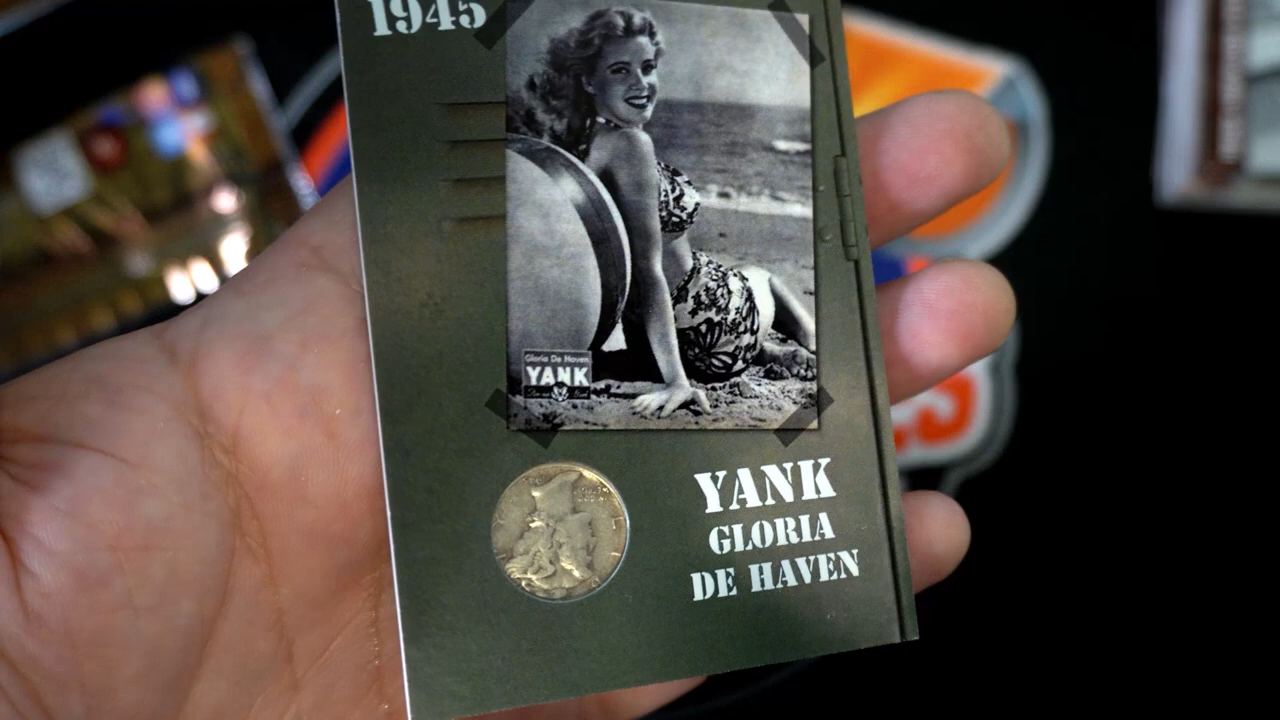 1945
Gloria De Haven
YANK
YANK
GLORIA
DE HAVEN